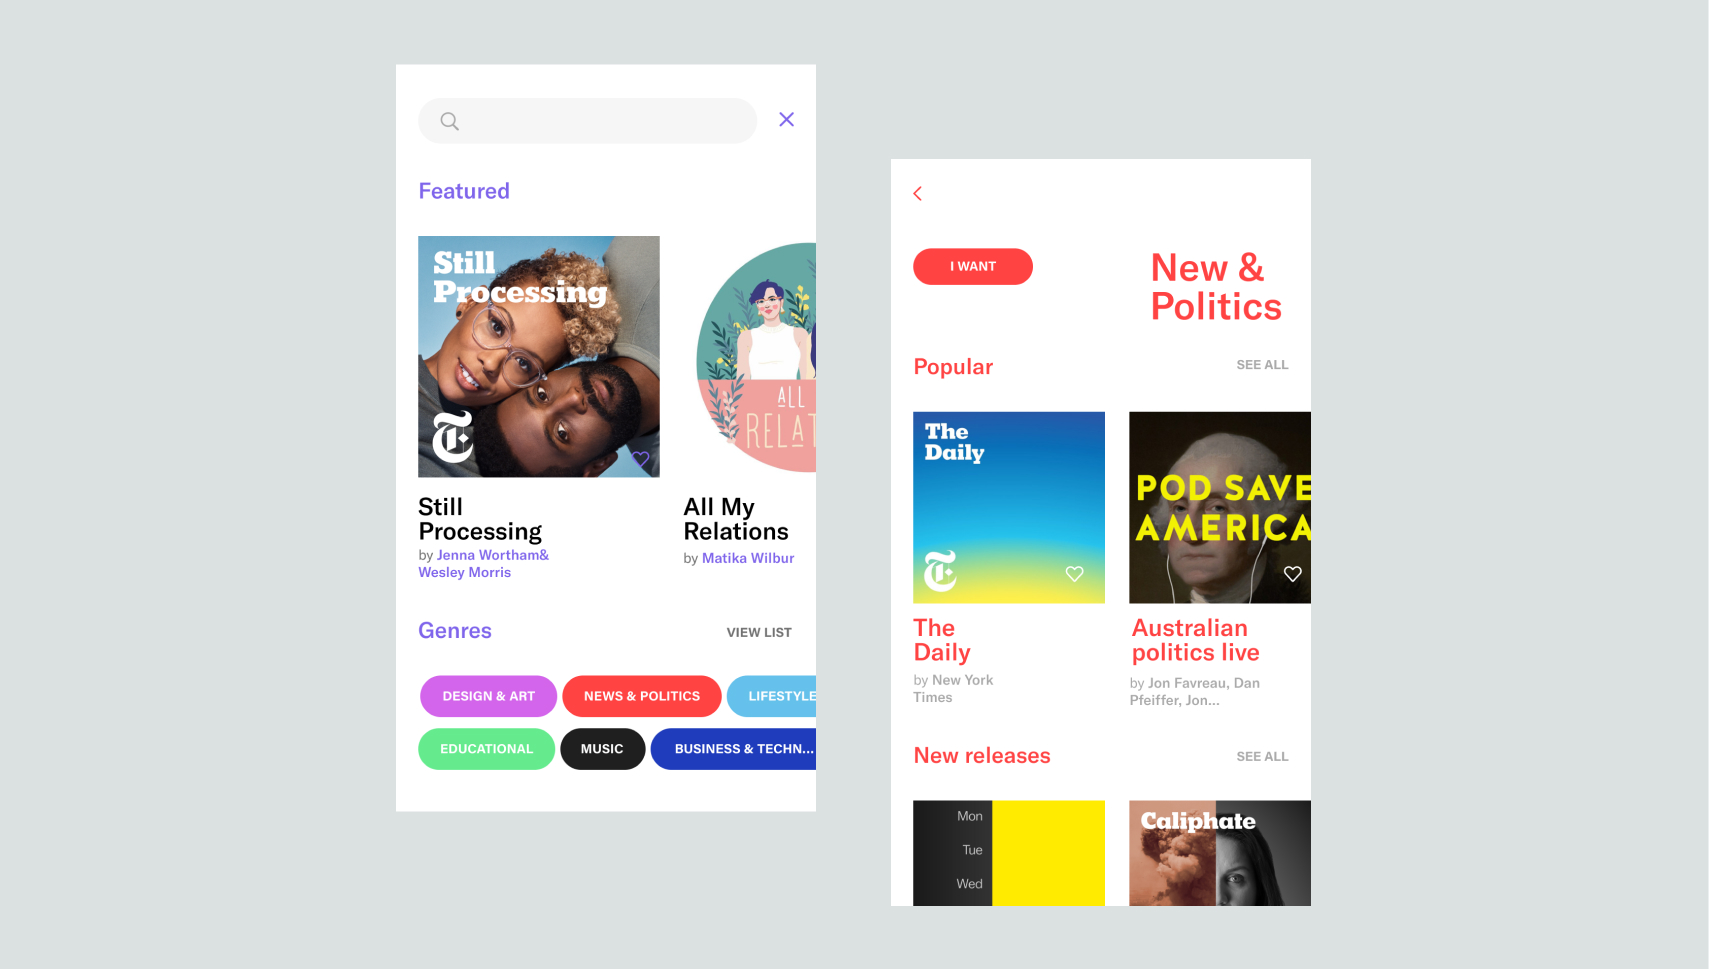 Featured
Still
Processing
ALL
RELAT
Still
Processing
by Jenna Wortham&
Wesley Morris
All My
Relations
by Matika Wilbur
Genres
VIEW LIST
DESIGN & ART
NEWS & POLITICS
LIFESTYLE
EDUCATIONAL
MUSIC
BUSINESS & TECHN...
I WANT
New &
Politics
Popular
SEE ALL
The
Daily
POD SAVE
AMERICA
The
Daily
by New York
Times
Australian
politics live
by Jon Favreau, Dan
Pfeiffer, Jon...
New releases
SEE ALL
Mon
Tue
Wed
Caliphate